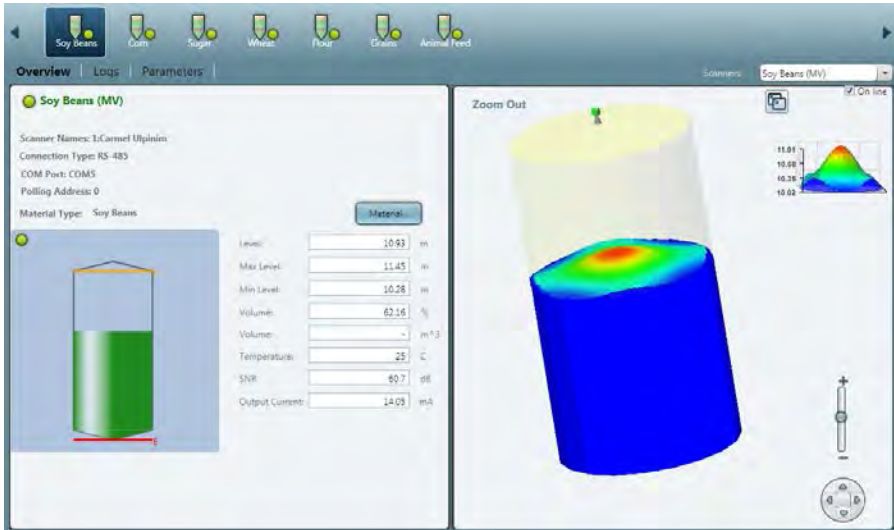 Soy Beans Corn Sugar Wheat Flour Grains Animal Feed
Overview Logs Parameters
Scanners: Soy Beans (MV)
On line
Soy Beans (MV)
Scanner Names: 1:Carmel Ulpinim
Connection Type: RS-485
COM Port: COM5
Polling Address: 0
Material Type: Soy Beans
Material...
Level: 10.93 m
Max Level: 11.45 m
Min Level: 10.28 m
Volume: 62.16 %
Volume: - m^3
Temperature: 25 C
SNR: 60.7 dB
Output Current: 14.05 mA
E
Zoom Out
11.01
10.68
10.35
10.02
+
-